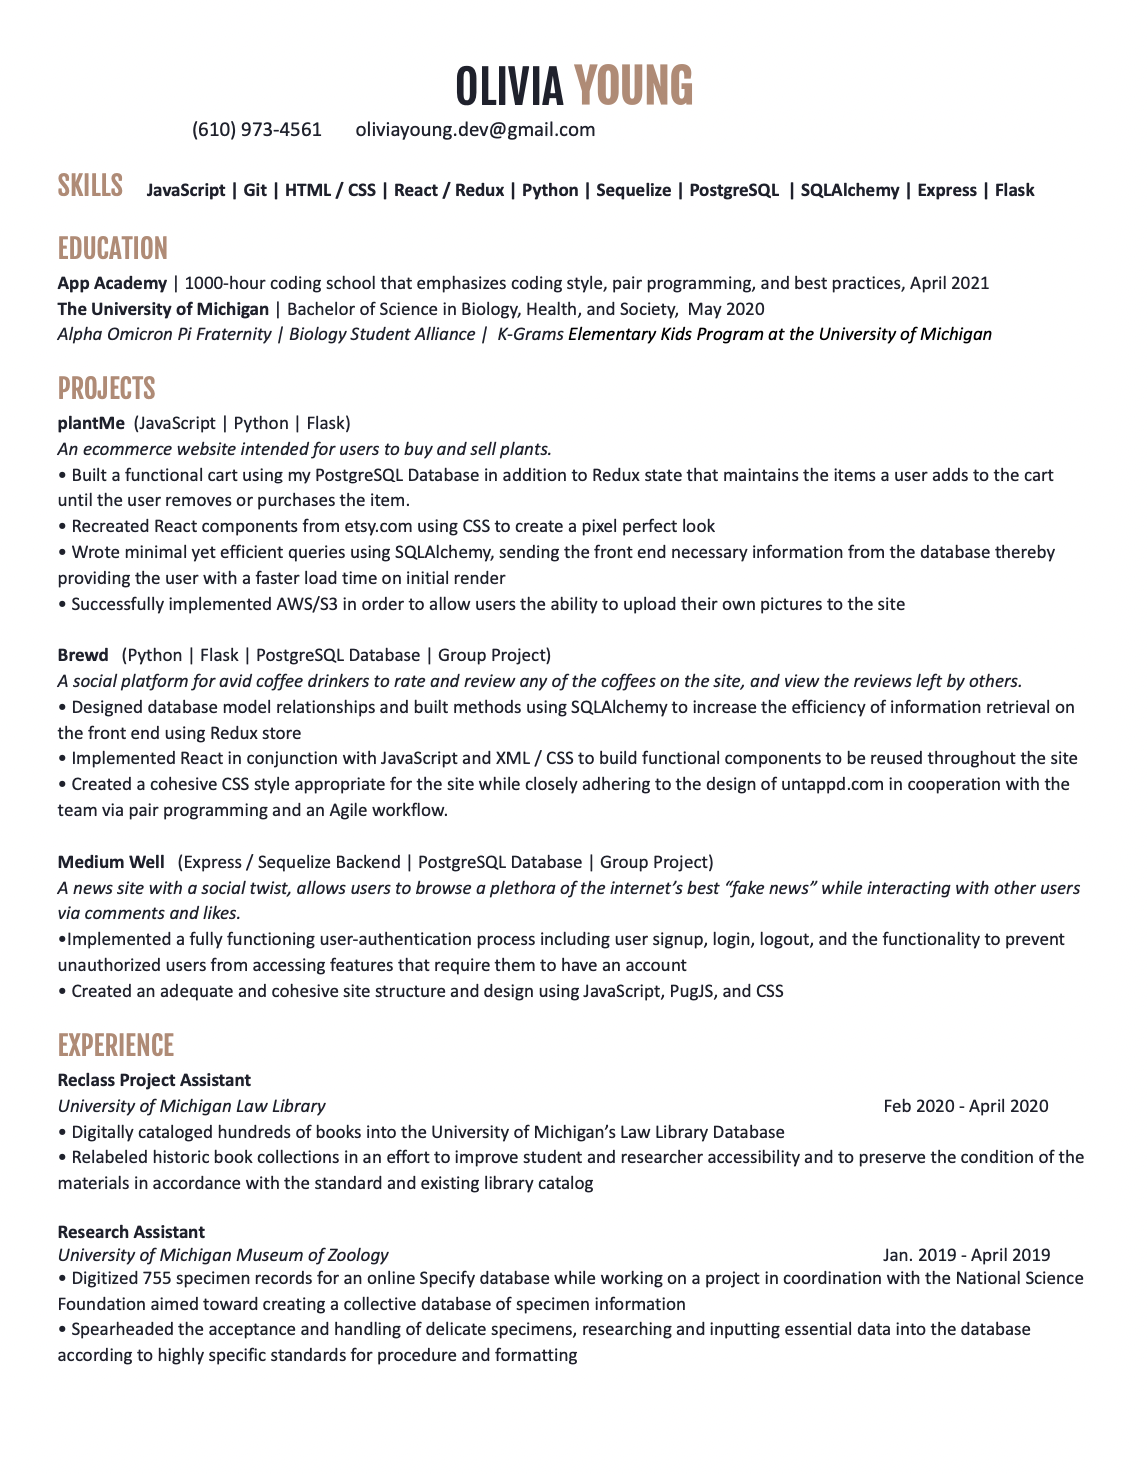 OLIVIA YOUNG
(610) 973-4561 oliviayoung.dev@gmail.com
SKILLS JavaScript | Git | HTML / CSS | React / Redux | Python | Sequelize | PostgreSQL | SQLAlchemy | Express | Flask
EDUCATION
App Academy | 1000-hour coding school that emphasizes coding style, pair programming, and best practices, April 2021
The University of Michigan | Bachelor of Science in Biology, Health, and Society, May 2020
Alpha Omicron Pi Fraternity | Biology Student Alliance | K-Grams Elementary Kids Program at the University of Michigan
PROJECTS
plantMe (JavaScript | Python | Flask)
An ecommerce website intended for users to buy and sell plants.
• Built a functional cart using my PostgreSQL Database in addition to Redux state that maintains the items a user adds to the cart
until the user removes or purchases the item.
• Recreated React components from etsy.com using CSS to create a pixel perfect look
• Wrote minimal yet efficient queries using SQLAlchemy, sending the front end necessary information from the database thereby
providing the user with a faster load time on initial render
• Successfully implemented AWS/S3 in order to allow users the ability to upload their own pictures to the site
Brewd (Python | Flask | PostgreSQL Database | Group Project)
A social platform for avid coffee drinkers to rate and review any of the coffees on the site, and view the reviews left by others.
• Designed database model relationships and built methods using SQLAlchemy to increase the efficiency of information retrieval on
the front end using Redux store
• Implemented React in conjunction with JavaScript and XML / CSS to build functional components to be reused throughout the site
• Created a cohesive CSS style appropriate for the site while closely adhering to the design of untappd.com in cooperation with the
team via pair programming and an Agile workflow.
Medium Well (Express / Sequelize Backend | PostgreSQL Database | Group Project)
A news site with a social twist, allows users to browse a plethora of the internet’s best “fake news” while interacting with other users
via comments and likes.
•Implemented a fully functioning user-authentication process including user signup, login, logout, and the functionality to prevent
unauthorized users from accessing features that require them to have an account
• Created an adequate and cohesive site structure and design using JavaScript, PugJS, and CSS
EXPERIENCE
Reclass Project Assistant
University of Michigan Law Library Feb 2020 - April 2020
• Digitally cataloged hundreds of books into the University of Michigan’s Law Library Database
• Relabeled historic book collections in an effort to improve student and researcher accessibility and to preserve the condition of the
materials in accordance with the standard and existing library catalog
Research Assistant
University of Michigan Museum of Zoology Jan. 2019 - April 2019
• Digitized 755 specimen records for an online Specify database while working on a project in coordination with the National Science
Foundation aimed toward creating a collective database of specimen information
• Spearheaded the acceptance and handling of delicate specimens, researching and inputting essential data into the database
according to highly specific standards for procedure and formatting